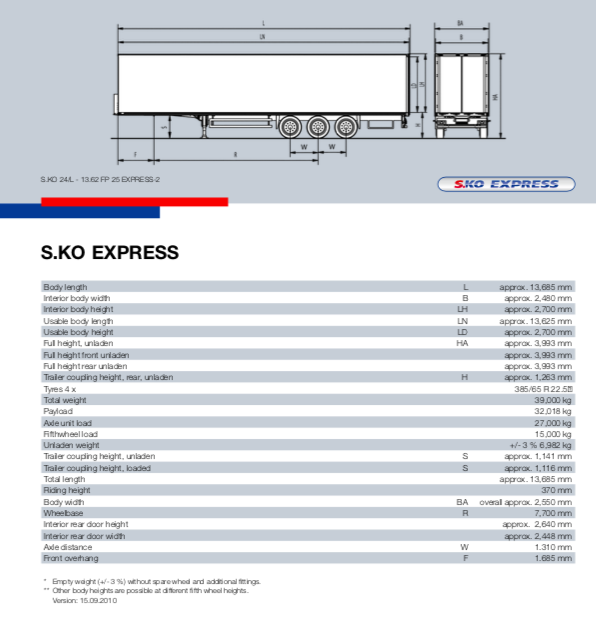 L
BA
LN
B
LD
LH
HA
S
H
W W
F
R
S.KO 24/L - 13.62 FP 25 EXPRESS-2
S.KO EXPRESS
S.KO EXPRESS
Body length L approx. 13,685 mm
Interior body width B approx. 2,480 mm
Interior body height LH approx. 2,700 mm
Usable body length LN approx. 13,625 mm
Usable body height LD approx. 2,700 mm
Full height, unladen HA approx. 3,993 mm
Full height front unladen approx. 3,993 mm
Full height rear unladen approx. 3,993 mm
Trailer coupling height, rear, unladen H approx. 1,263 mm
Tyres 4 x 385/65 R 22.5
Total weight 39,000 kg
Payload 32,018 kg
Axle unit load 27,000 kg
Fifthwheel load 15,000 kg
Unladen weight +/- 3 % 6,982 kg
Trailer coupling height, unladen S approx. 1,141 mm
Trailer coupling height, loaded S approx. 1,116 mm
Total length approx. 13,685 mm
Riding height 370 mm
Body width BA overall approx. 2,550 mm
Wheelbase R 7,700 mm
Interior rear door height approx. 2,640 mm
Interior rear door width approx. 2,448 mm
Axle distance W 1.310 mm
Front overhang F 1.685 mm
* Empty weight (+/- 3 %) without spare wheel and additional fittings.
** Other body heights are possible at different fifth wheel heights.
Version: 15.09.2010